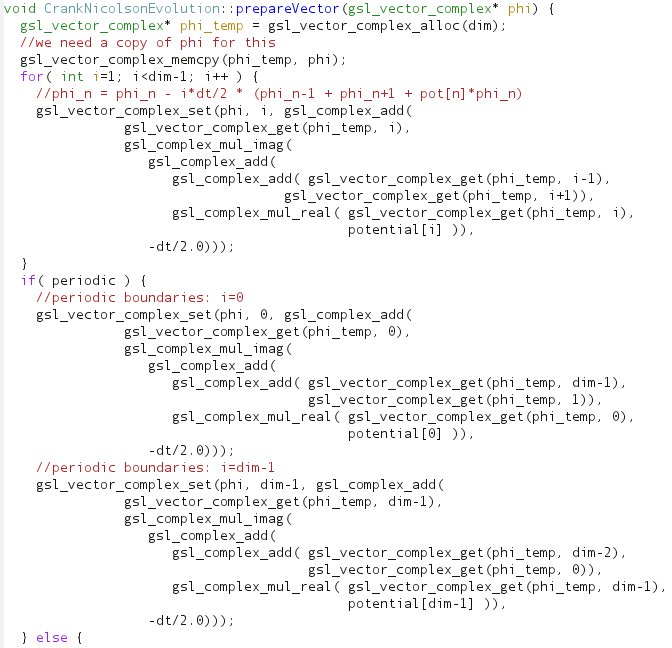 void CrankNicolsonEvolution::prepareVector(gsl_vector_complex* phi) {
  gsl_vector_complex* phi_temp = gsl_vector_complex_alloc(dim);
  //we need a copy of phi for this
  gsl_vector_complex_memcpy(phi_temp, phi);
  for( int i=1; i<dim-1; i++ ) {
    //phi_n = phi_n - i*dt/2 * (phi_n-1 + phi_n+1 + pot[n]*phi_n)
    gsl_vector_complex_set(phi, i, gsl_complex_add(
               gsl_vector_complex_get(phi_temp, i),
               gsl_complex_mul_imag(
                  gsl_complex_add(
                     gsl_complex_add( gsl_vector_complex_get(phi_temp, i-1),
                                   gsl_vector_complex_get(phi_temp, i+1)),
                     gsl_complex_mul_real( gsl_vector_complex_get(phi_temp, i),
                                           potential[i] )),
                  -dt/2.0)));
  }
  if( periodic ) {
    //periodic boundaries: i=0
    gsl_vector_complex_set(phi, 0, gsl_complex_add(
               gsl_vector_complex_get(phi_temp, 0),
               gsl_complex_mul_imag(
                  gsl_complex_add(
                     gsl_complex_add( gsl_vector_complex_get(phi_temp, dim-1),
                                      gsl_vector_complex_get(phi_temp, 1)),
                     gsl_complex_mul_real( gsl_vector_complex_get(phi_temp, 0),
                                           potential[0] )),
                  -dt/2.0)));
    //periodic boundaries: i=dim-1
    gsl_vector_complex_set(phi, dim-1, gsl_complex_add(
               gsl_vector_complex_get(phi_temp, dim-1),
               gsl_complex_mul_imag(
                  gsl_complex_add(
                     gsl_complex_add( gsl_vector_complex_get(phi_temp, dim-2),
                                      gsl_vector_complex_get(phi_temp, 0)),
                     gsl_complex_mul_real( gsl_vector_complex_get(phi_temp, dim-1),
                                           potential[dim-1] )),
                  -dt/2.0)));
  } else {